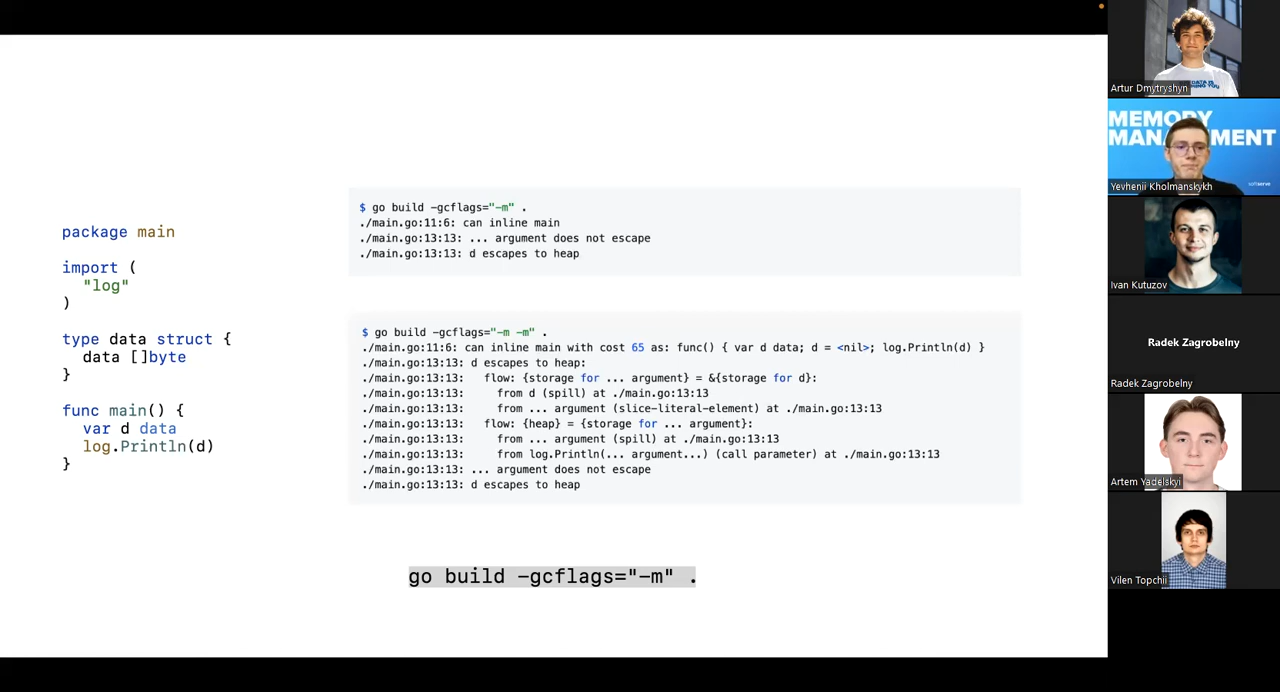 package main
import (
"log"
)
type data struct {
data []byte
}
func main() {
var d data
log.Println(d)
}
$ go build -gcflags="-m" .
./main.go:11:6: can inline main
./main.go:13:13: ... argument does not escape
./main.go:13:13: d escapes to heap
$ go build -gcflags="-m -m" .
./main.go:11:6: can inline main with cost 65 as: func() { var d data; d = <nil>; log.Println(d) }
./main.go:13:13: d escapes to heap:
./main.go:13:13:   flow: {storage for ... argument} = &{storage for d}:
./main.go:13:13:     from d (spill) at ./main.go:13:13
./main.go:13:13:     from ... argument (slice-literal-element) at ./main.go:13:13
./main.go:13:13:   flow: {heap} = {storage for ... argument}:
./main.go:13:13:     from ... argument (spill) at ./main.go:13:13
./main.go:13:13:     from log.Println(... argument...) (call parameter) at ./main.go:13:13
./main.go:13:13: ... argument does not escape
./main.go:13:13: d escapes to heap
go build -gcflags="-m" .
Artur Dmytryshyn
MEMORY
MANAGEMENT
softserve
Yevhenii Kholmanskykh
Ivan Kutuzov
Radek Zagrobelny
Radek Zagrobelny
Artem Yadelskyi
Vilen Topchii